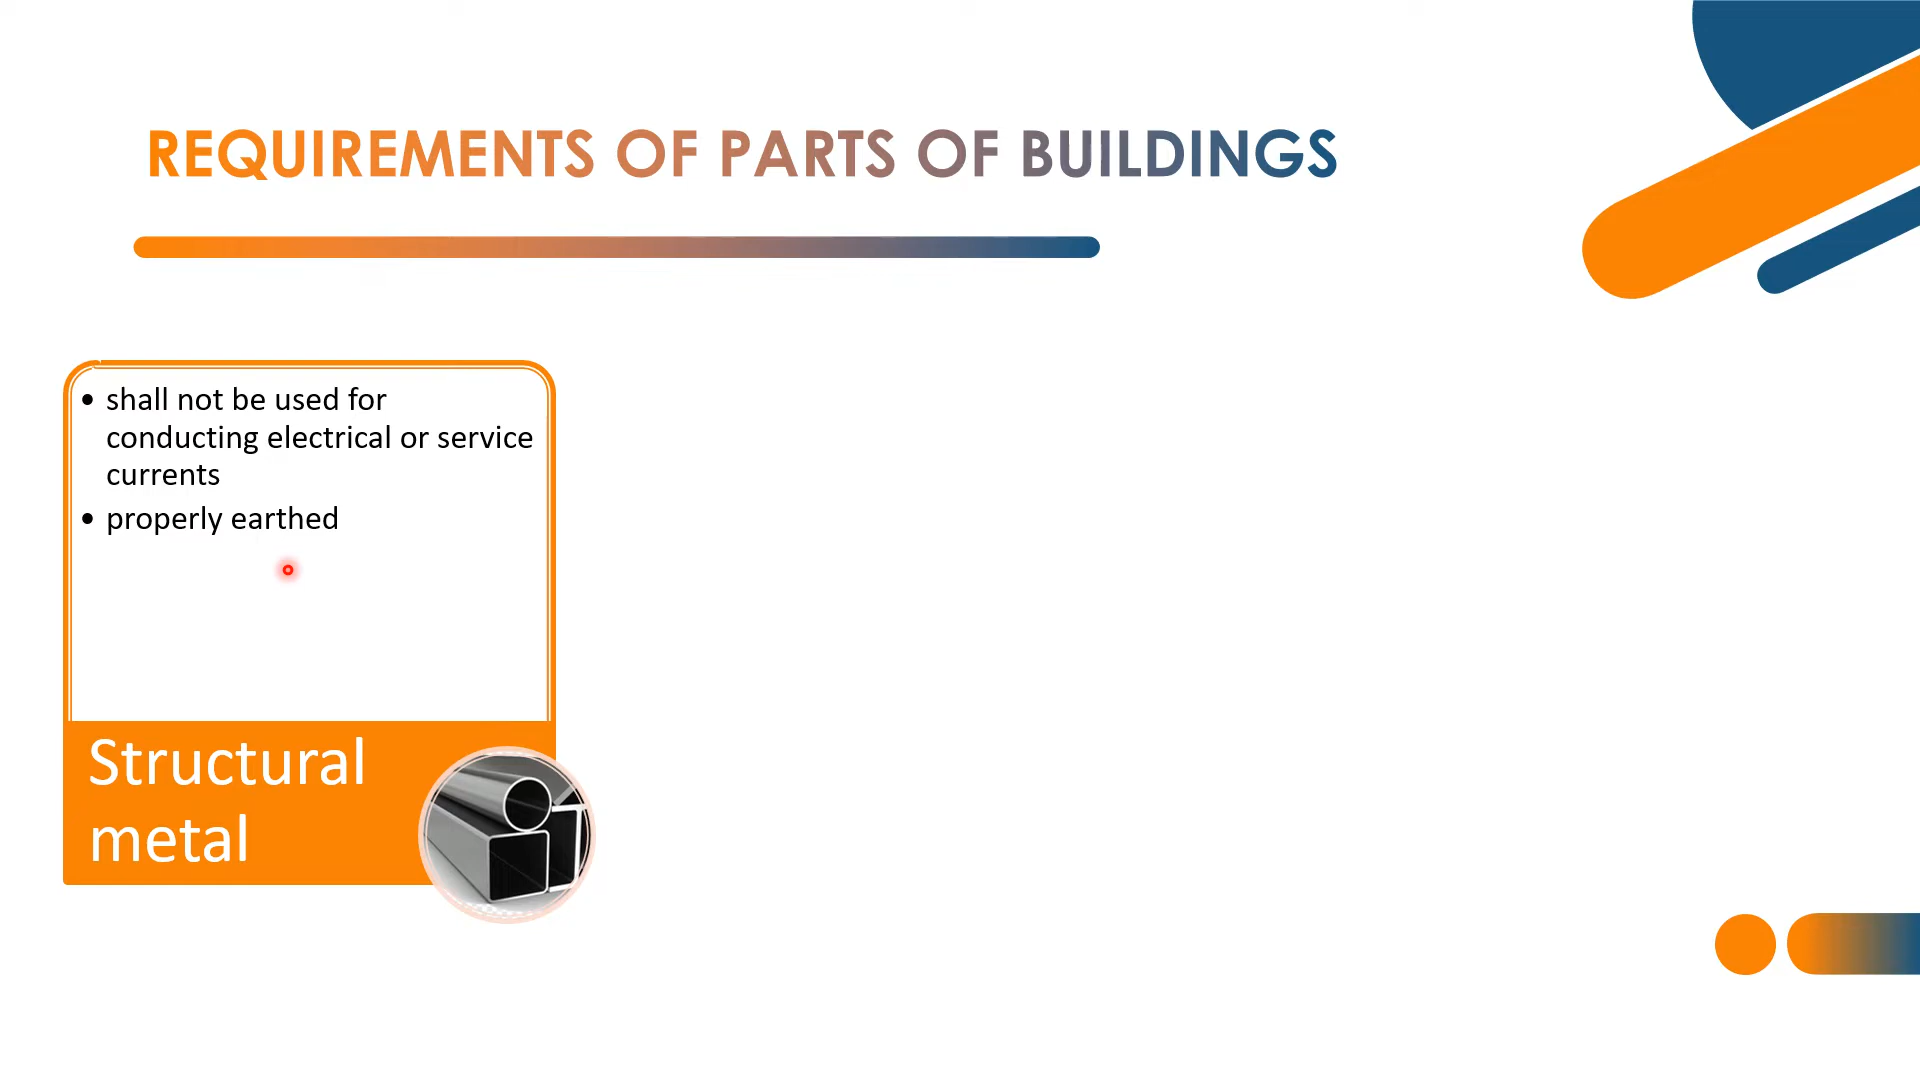 REQUIREMENTS OF PARTS OF BUILDINGS
• shall not be used for
conducting electrical or service
currents
• properly earthed
Structural
metal